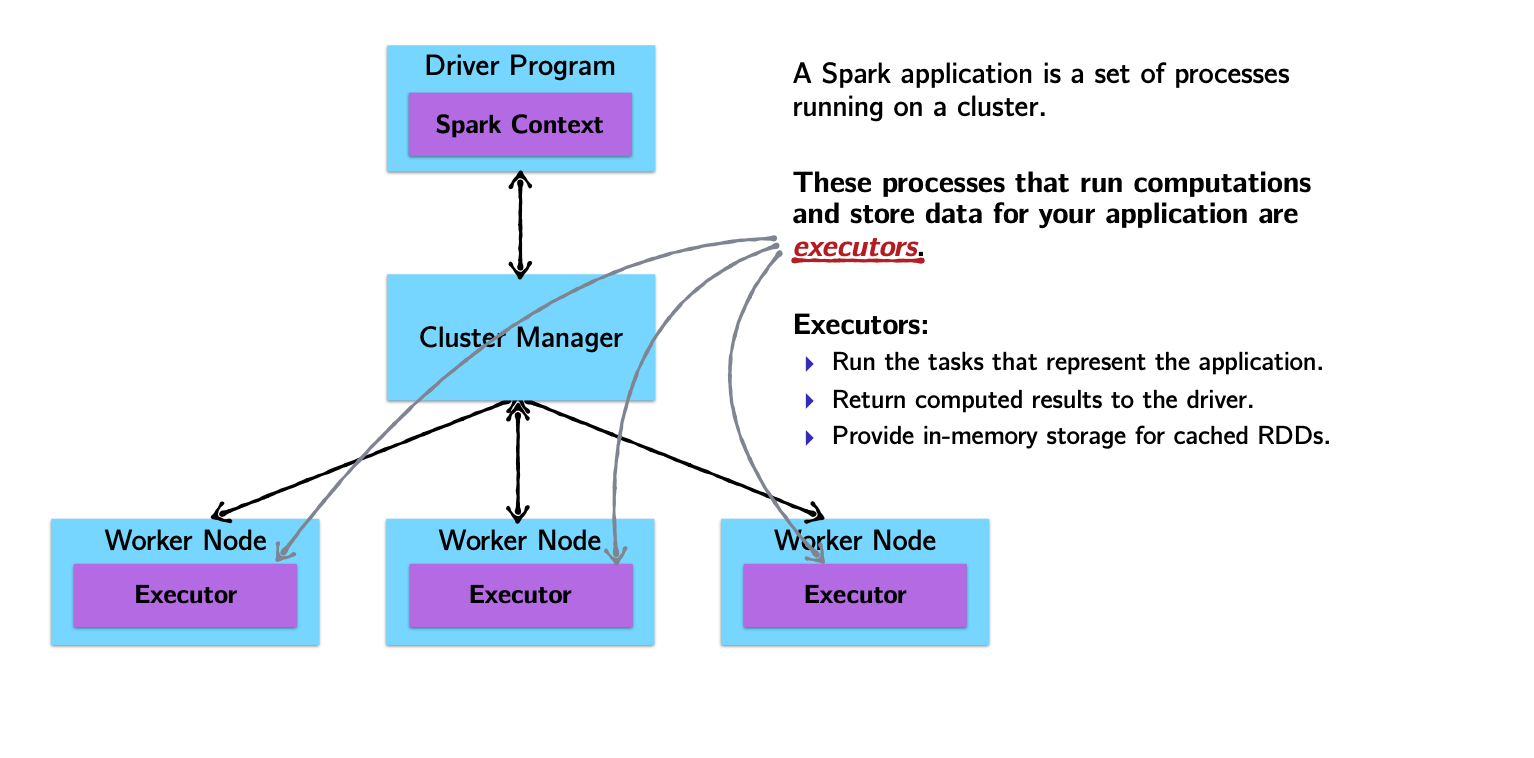 Driver Program
Spark Context
Cluster Manager
Worker Node
Executor
Worker Node
Executor
Worker Node
Executor
A Spark application is a set of processes
running on a cluster.
These processes that run computations
and store data for your application are
executors.
Executors:
Run the tasks that represent the application.
Return computed results to the driver.
Provide in-memory storage for cached RDDs.